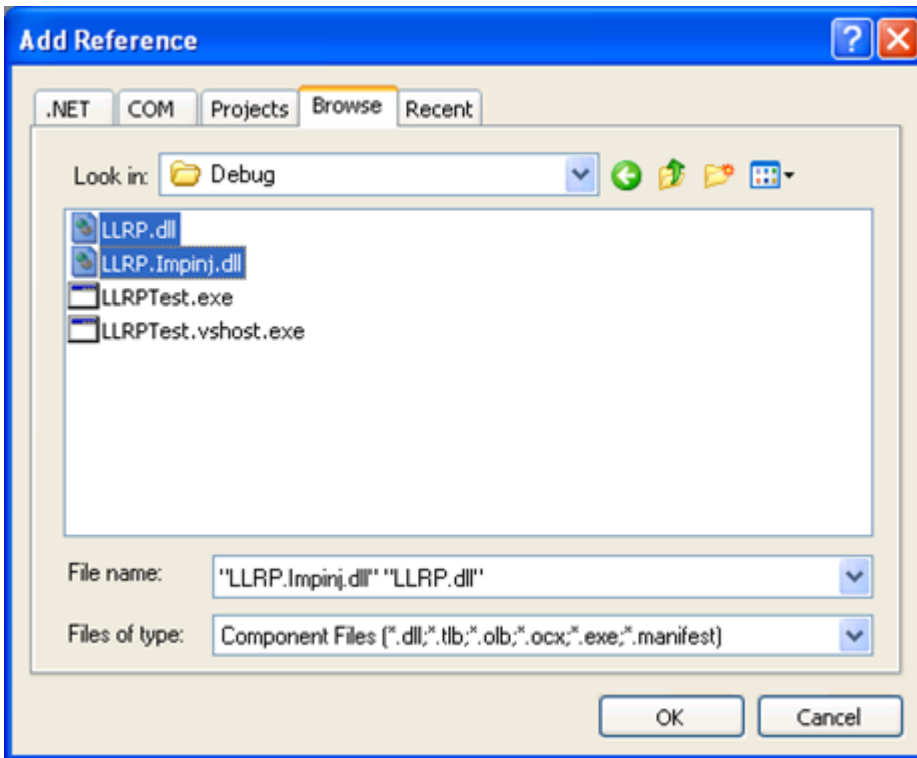 Add Reference
.NET COM Projects Browse Recent
Look in: Debug
LLRP.dll
LLRP.Impinj.dll
LLRPTest.exe
LLRPTest.vshost.exe
File name: "LLRP.Impinj.dll" "LLRP.dll"
Files of type: Component Files (*.dll;*.tlb;*.olb;*.ocx;*.exe;*.manifest)
OK Cancel